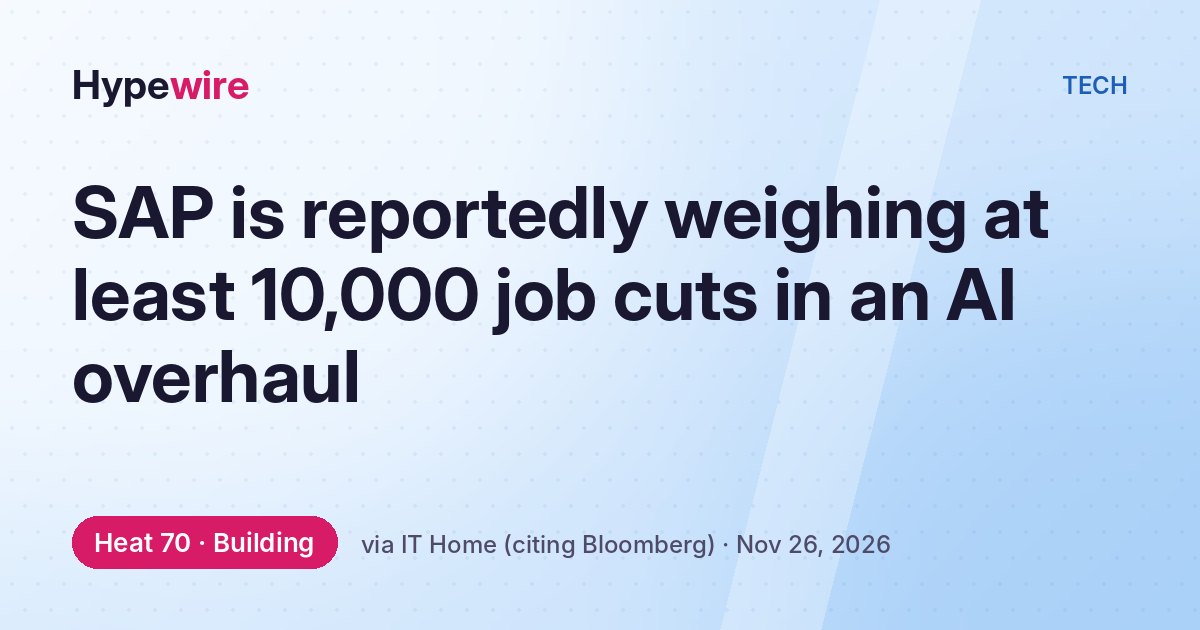 Hypewire
TECH
SAP is reportedly weighing at
least 10,000 job cuts in an AI
overhaul
Heat 70 · Building
via IT Home (citing Bloomberg) · Nov 26, 2026